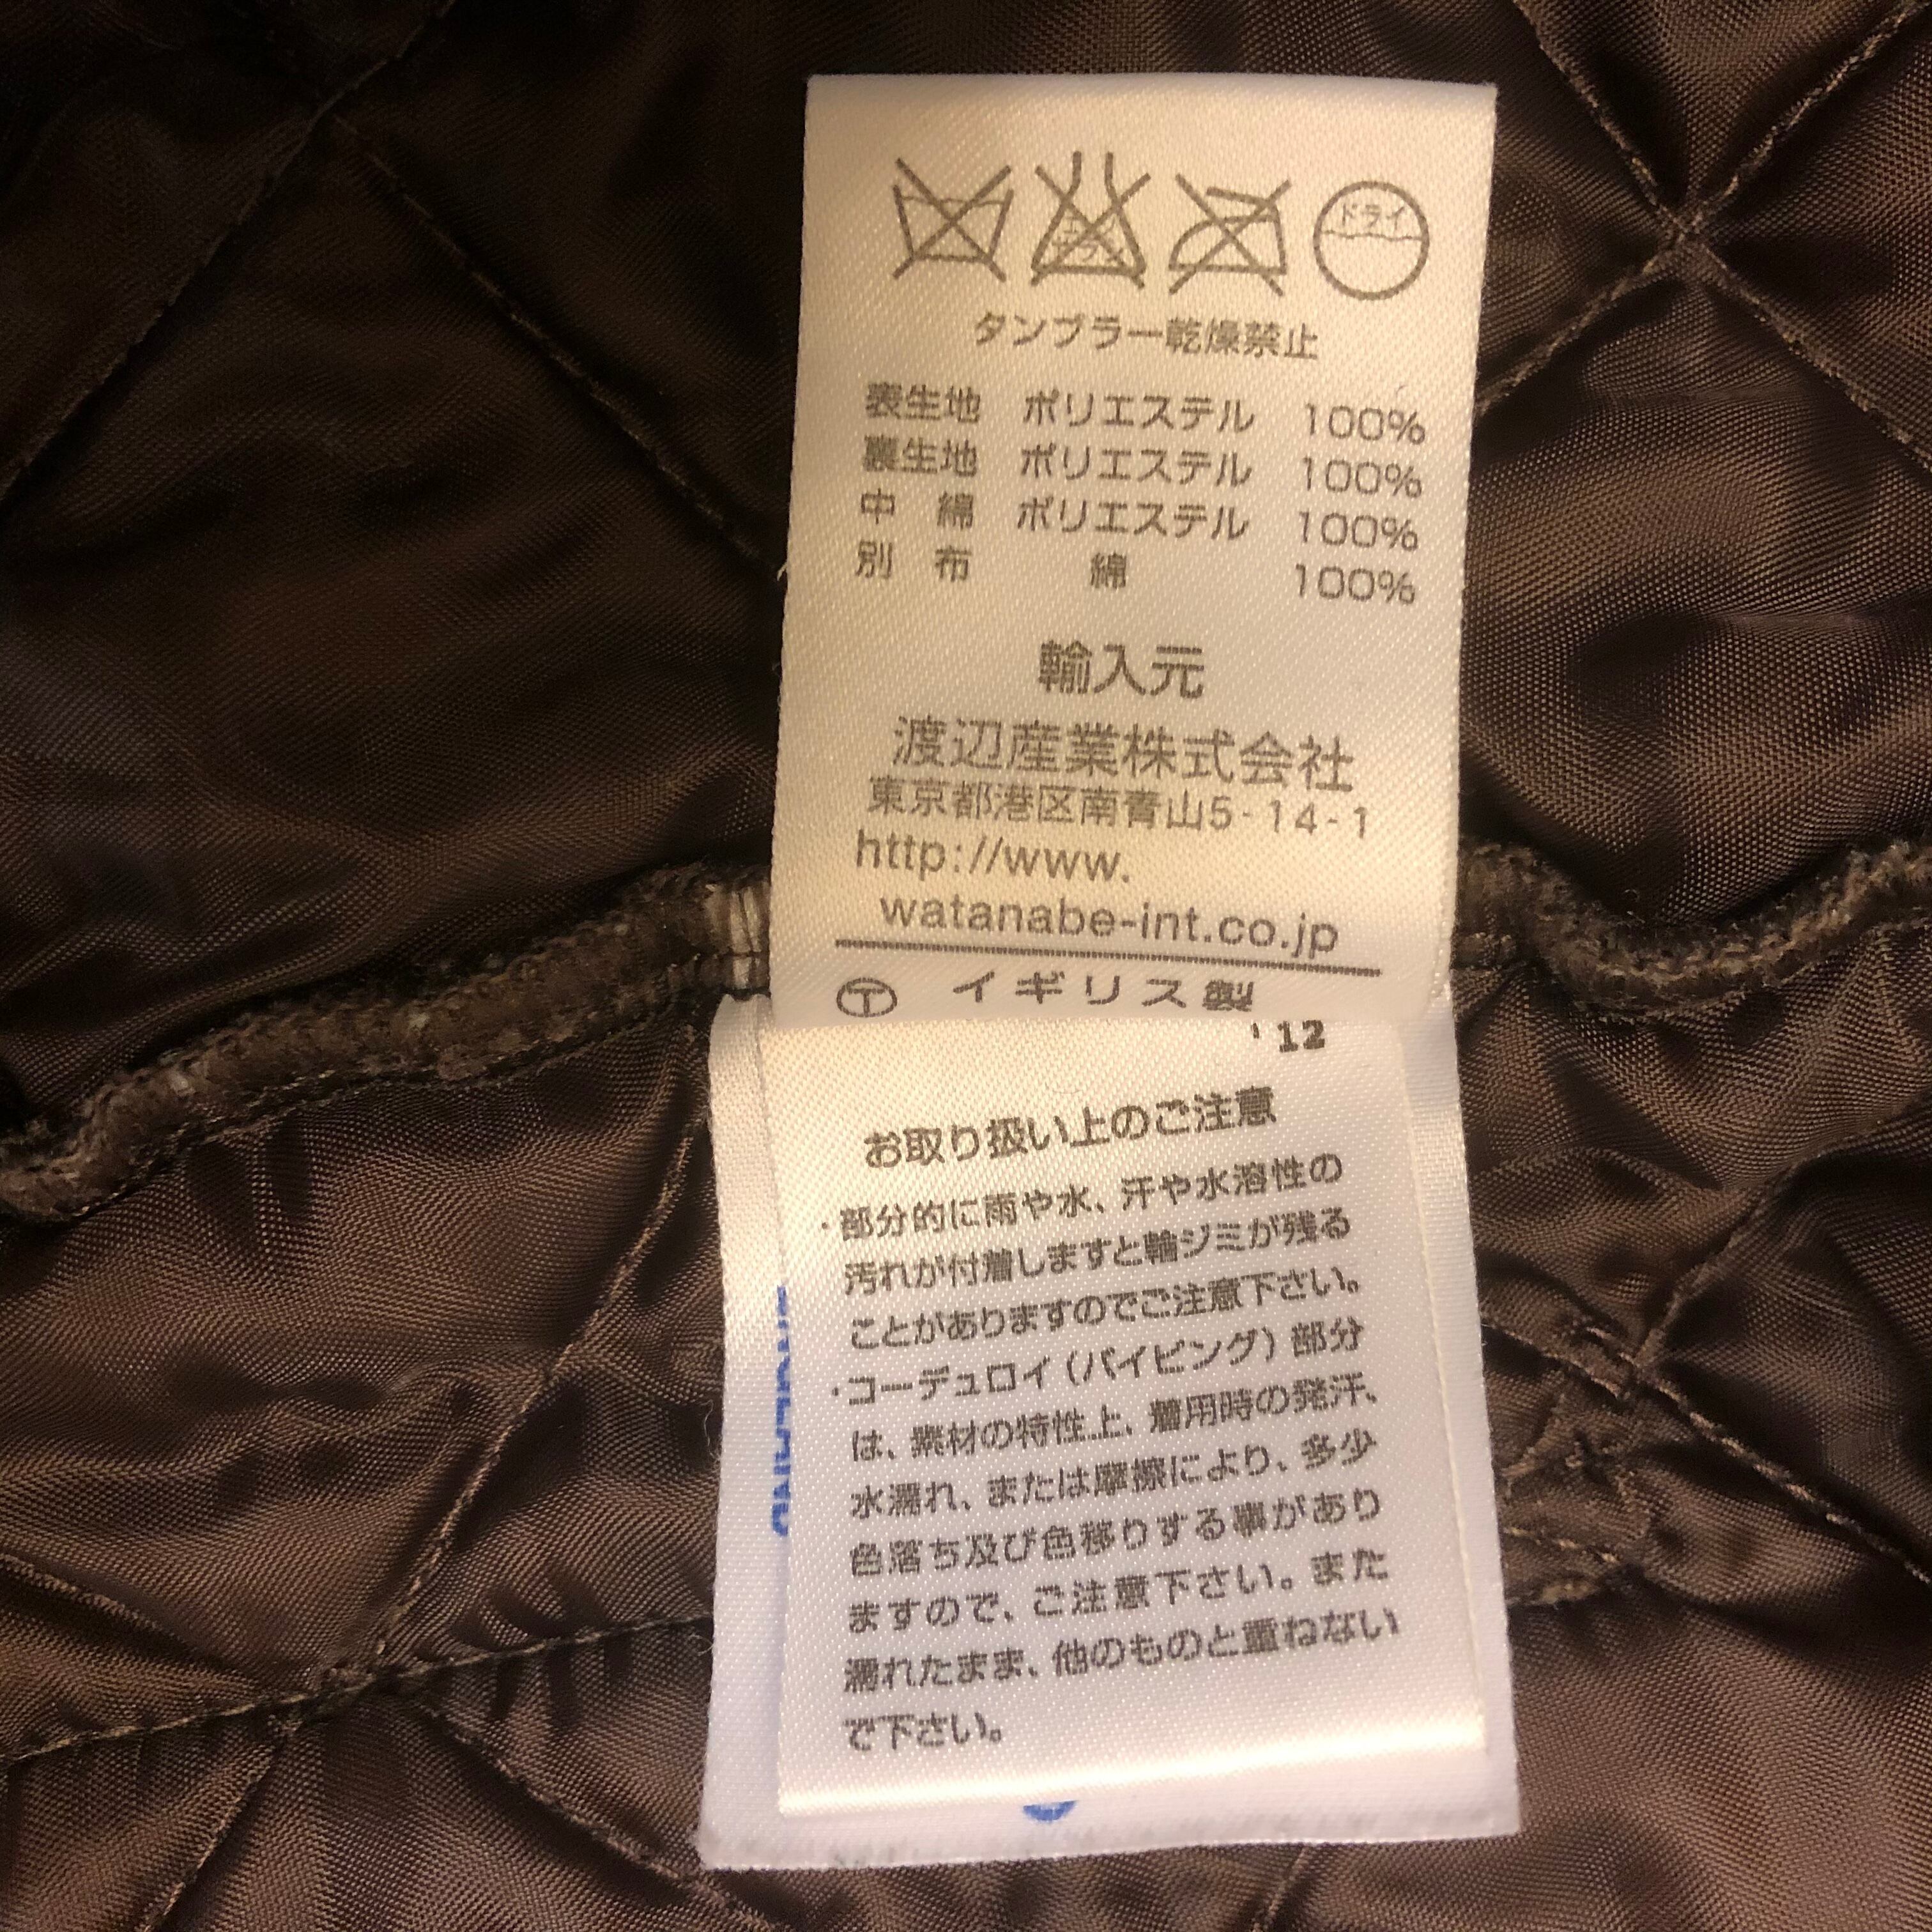 ドライ
タンブラー乾燥禁止
表生地 ポリエステル 100%
裏生地 ポリエステル 100%
中 綿 ポリエステル 100%
別 布 綿 100%
輸入元
渡辺産業株式会社
東京都港区南青山5-14-1
http://www.
watanabe-int.co.jp
Ⓣ イギリス製
'12
お取り扱い上のご注意
・部分的に雨や水、汗や水溶性の
汚れが付着しますと輪ジミが残る
ことがありますのでご注意下さい。
・コーデュロイ(パイピング)部分
は、素材の特性上、着用時の発汗、
水濡れ、または摩擦により、多少
色落ち及び色移りする事があり
ますので、ご注意下さい。また
濡れたまま、他のものと重ねない
で下さい。